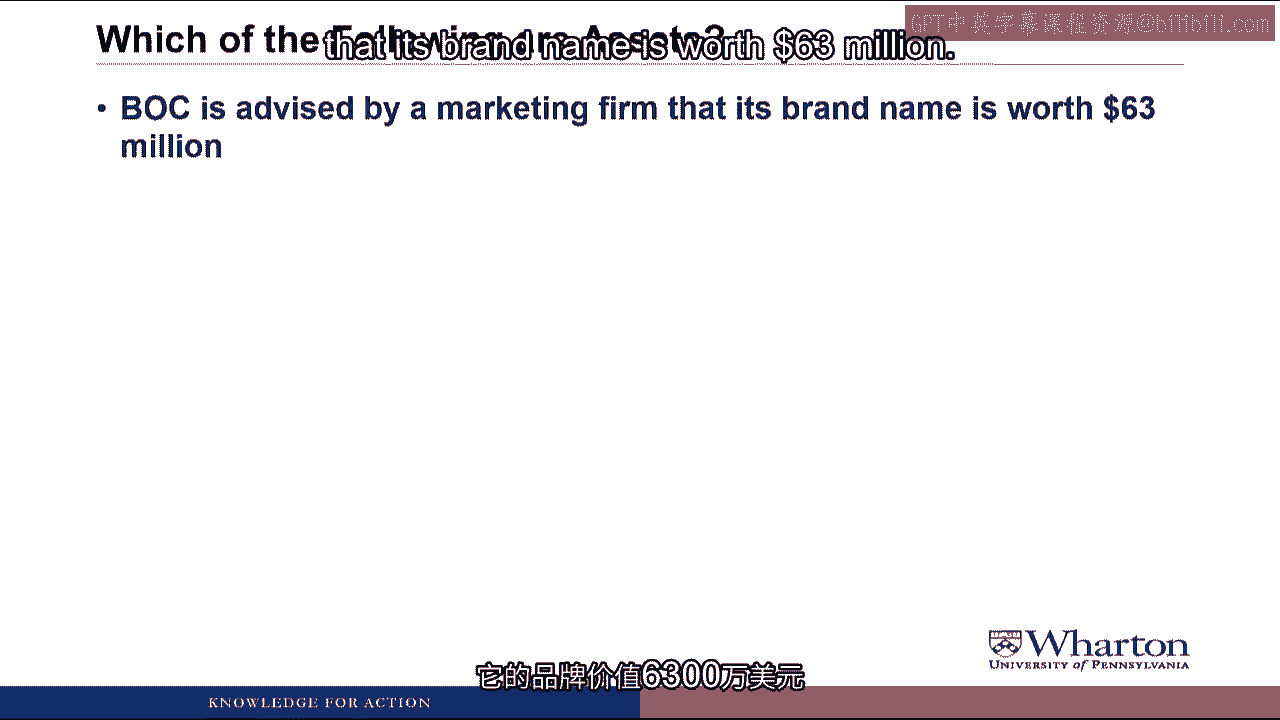 GPT中英字幕课程资源@bilibili.com
Which of the Following are Assets?
that its brand name is worth $63 million.
• BOC is advised by a marketing firm that its brand name is worth $63
million
Wharton
UNIVERSITY of PENNSYLVANIA
它的品牌价值6300万美元
KNOWLEDGE FOR ACTION